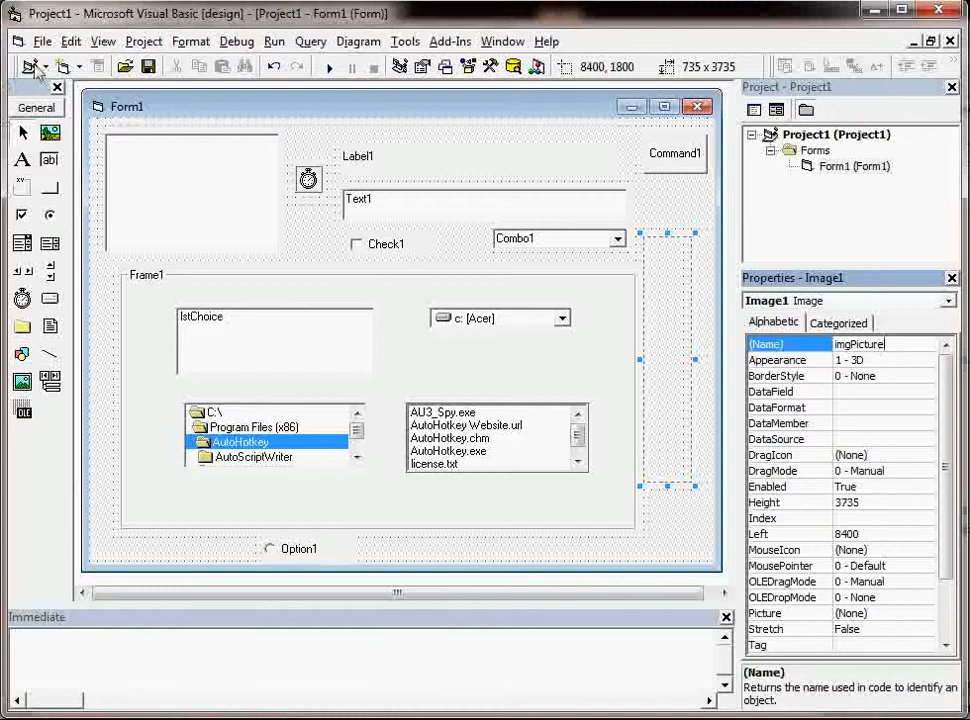 Project1 - Microsoft Visual Basic [design] - [Project1 - Form1 (Form)]
File Edit View Project Format Debug Run Query Diagram Tools Add-Ins Window Help
8400, 1800 735 x 3735
General
Form1
Label1
Command1
Text1
Check1
Combo1
Frame1
lstChoice
c: [Acer]
C:\
Program Files (x86)
AutoHotkey
AutoScriptWriter
AU3_Spy.exe
AutoHotkey Website.url
AutoHotkey.chm
AutoHotkey.exe
license.txt
Option1
Immediate
Project - Project1
Project1 (Project1)
Forms
Form1 (Form1)
Properties - Image1
Image1 Image
Alphabetic Categorized
(Name) imgPicture
Appearance 1 - 3D
BorderStyle 0 - None
DataField
DataFormat
DataMember
DataSource
DragIcon (None)
DragMode 0 - Manual
Enabled True
Height 3735
Index
Left 8400
MouseIcon (None)
MousePointer 0 - Default
OLEDragMode 0 - Manual
OLEDropMode 0 - None
Picture (None)
Stretch False
Tag
(Name)
Returns the name used in code to identify an
object.